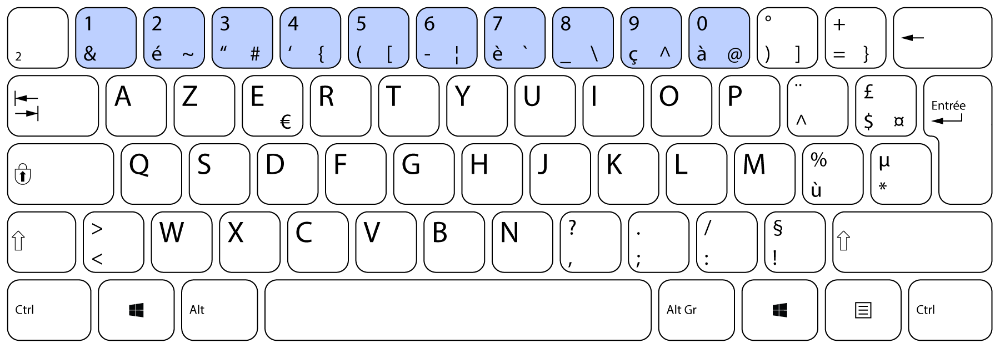 1 2 3 4 5 6 7 8 9 0 ° +
2 & é ~ “ # ‘ { ( [ - ¦ è ` _ \ ç ^ à @ ) ] = }
A Z E R T Y U I O P ¨ £
€ ^ $ ¤ Entrée
Q S D F G H J K L M % µ
ù *
> W X C V B N ? . / §
< , ; : !
Ctrl Alt Alt Gr Ctrl